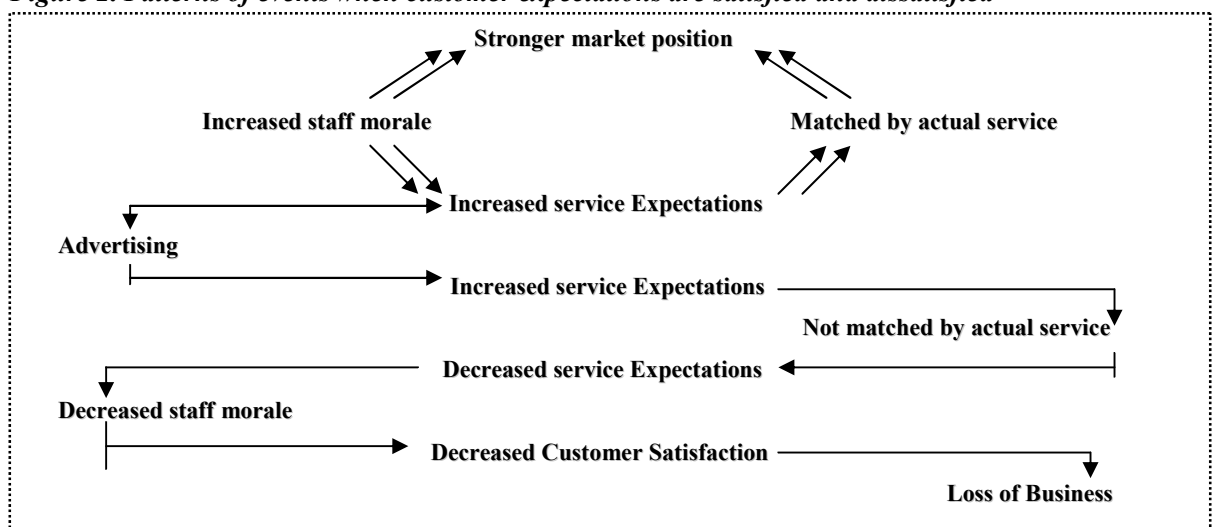 Figure 2: Patterns of events when customer expectations are satisfied and dissatisfied
Stronger market position
Increased staff morale
Matched by actual service
Increased service Expectations
Advertising
Increased service Expectations
Not matched by actual service
Decreased service Expectations
Decreased staff morale
Decreased Customer Satisfaction
Loss of Business